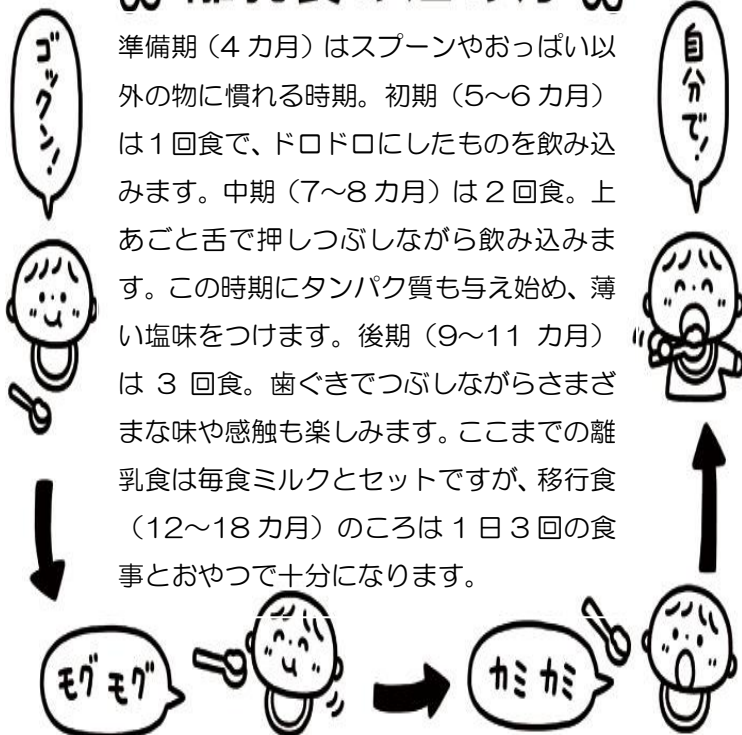 準備期（4 カ月）はスプーンやおっぱい以
外の物に慣れる時期。初期（5～6 カ月）
は1回食で、ドロドロにしたものを飲み込
みます。中期（7～8 カ月）は 2 回食。上
あごと舌で押しつぶしながら飲み込みま
す。この時期にタンパク質も与え始め、薄
い塩味をつけます。後期（9～11 カ月）
は 3 回食。歯ぐきでつぶしながらさまざ
まな味や感触も楽しみます。ここまでの離
乳食は毎食ミルクとセットですが、移行食
（12～18 カ月）のころは 1 日 3 回の食
事とおやつで十分になります。
ゴックン!
モグモグ
カミカミ
自分で!